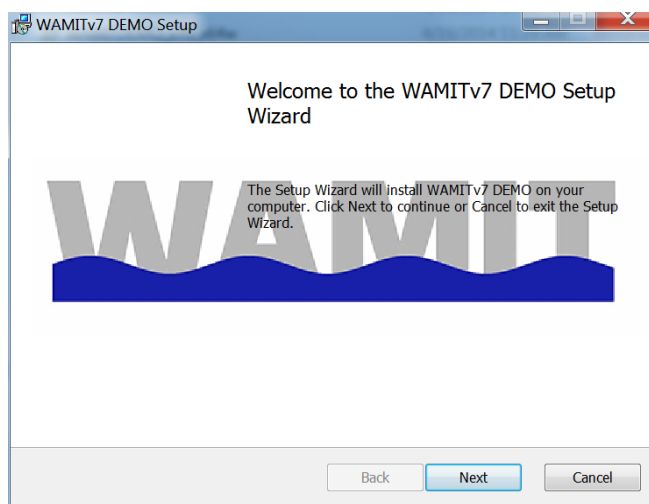 WAMITv7 DEMO Setup
Welcome to the WAMITv7 DEMO Setup
Wizard
WAMIT
The Setup Wizard will install WAMITv7 DEMO on your
computer. Click Next to continue or Cancel to exit the Setup
Wizard.
Back
Next
Cancel